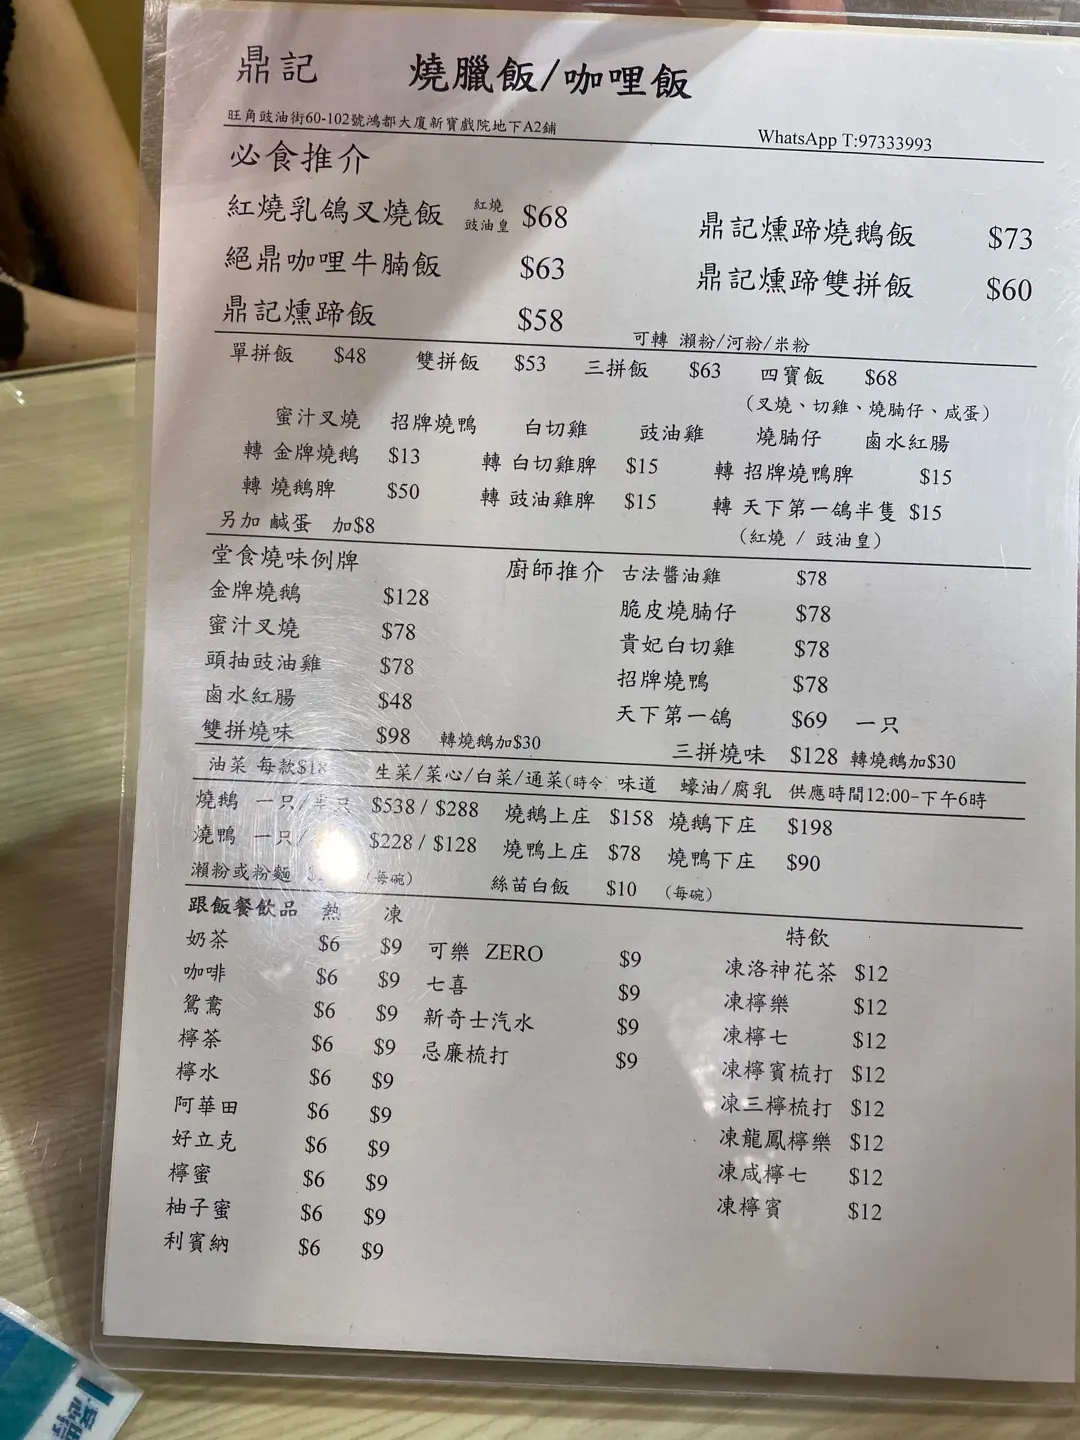 鼎記 燒臘飯/咖哩飯
旺角豉油街60-102號鴻都大廈新寶戲院地下A2鋪 WhatsApp T:97333993
必食推介
紅燒乳鴿叉燒飯 紅燒 豉油皇 $68
鼎記燻蹄燒鵝飯 $73
絕鼎咖哩牛腩飯 $63
鼎記燻蹄雙拼飯 $60
鼎記燻蹄飯 $58
可轉 瀨粉/河粉/米粉
單拼飯 $48 雙拼飯 $53 三拼飯 $63 四寶飯 $68
(叉燒、切雞、燒腩仔、咸蛋)
蜜汁叉燒 招牌燒鴨 白切雞 豉油雞 燒腩仔 鹵水紅腸
轉 金牌燒鵝 $13 轉 白切雞髀 $15 轉 招牌燒鴨髀 $15
轉 燒鵝髀 $50 轉 豉油雞髀 $15 轉 天下第一鴿半隻 $15
另加 鹹蛋 加$8 (紅燒 / 豉油皇)
堂食燒味例牌 廚師推介 古法醬油雞 $78
金牌燒鵝 $128 脆皮燒腩仔 $78
蜜汁叉燒 $78 貴妃白切雞 $78
頭抽豉油雞 $78 招牌燒鴨 $78
鹵水紅腸 $48 天下第一鴿 $69 一只
雙拼燒味 $98 轉燒鵝加$30 三拼燒味 $128 轉燒鵝加$30
油菜 每款$18 生菜/菜心/白菜/通菜(時令 味道 蠔油/腐乳 供應時間12:00-下午6時
燒鵝 一只/半只 $538 / $288 燒鵝上庄 $158 燒鵝下庄 $198
燒鴨 一只/ $228 / $128 燒鴨上庄 $78 燒鴨下庄 $90
瀨粉或粉麵 (每碗) 絲苗白飯 $10 (每碗)
跟飯餐飲品 熱 凍 特飲
奶茶 $6 $9 可樂 ZERO $9 凍洛神花茶 $12
咖啡 $6 $9 七喜 $9 凍檸樂 $12
鴛鴦 $6 $9 新奇士汽水 $9 凍檸七 $12
檸茶 $6 $9 忌廉梳打 $9 凍檸賓梳打 $12
檸水 $6 $9 凍三檸梳打 $12
阿華田 $6 $9 凍龍鳳檸樂 $12
好立克 $6 $9 凍咸檸七 $12
檸蜜 $6 $9 凍檸賓 $12
柚子蜜 $6 $9
利賓納 $6 $9